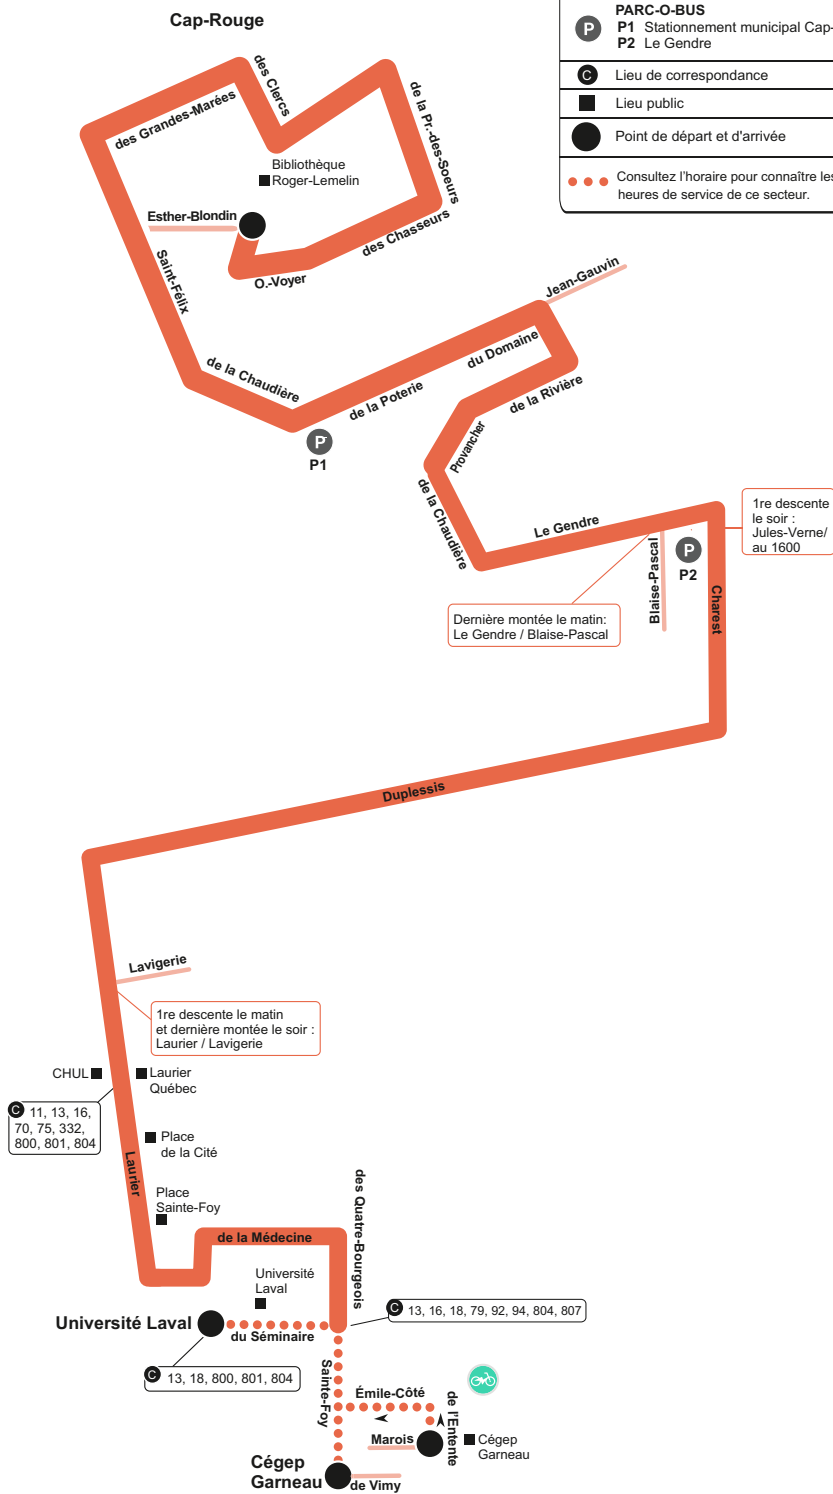 Cap-Rouge
PARC-O-BUS
P
P1 Stationnement municipal Cap-
P2 Le Gendre
C Lieu de correspondance
Lieu public
Point de départ et d'arrivée
Consultez l'horaire pour connaître les
heures de service de ce secteur.
des Clercs
des Grandes-Marées
de la Pr.-des-Soeurs
Bibliothèque
Roger-Lemelin
Esther-Blondin
des Chasseurs
O.-Voyer
Saint-Félix
Jean-Gauvin
du Domaine
de la Chaudière
de la Poterie
de la Rivière
P
P1
Provancher
de la Chaudière
Le Gendre
1re descente
le soir :
Jules-Verne/
au 1600
Blaise-Pascal
P
P2
Charest
Dernière montée le matin:
Le Gendre / Blaise-Pascal
Duplessis
Lavigerie
1re descente le matin
et dernière montée le soir :
Laurier / Lavigerie
CHUL
Laurier
Québec
C 11, 13, 16,
70, 75, 332,
800, 801, 804
Place
de la Cité
Laurier
Place
Sainte-Foy
des Quatre-Bourgeois
de la Médecine
Université
Laval
C 13, 16, 18, 79, 92, 94, 804, 807
Université Laval
du Séminaire
C 13, 18, 800, 801, 804
Sainte-Foy
Émile-Côté
de l'Entente
Marois
Cégep
Garneau
Cégep
Garneau
de Vimy